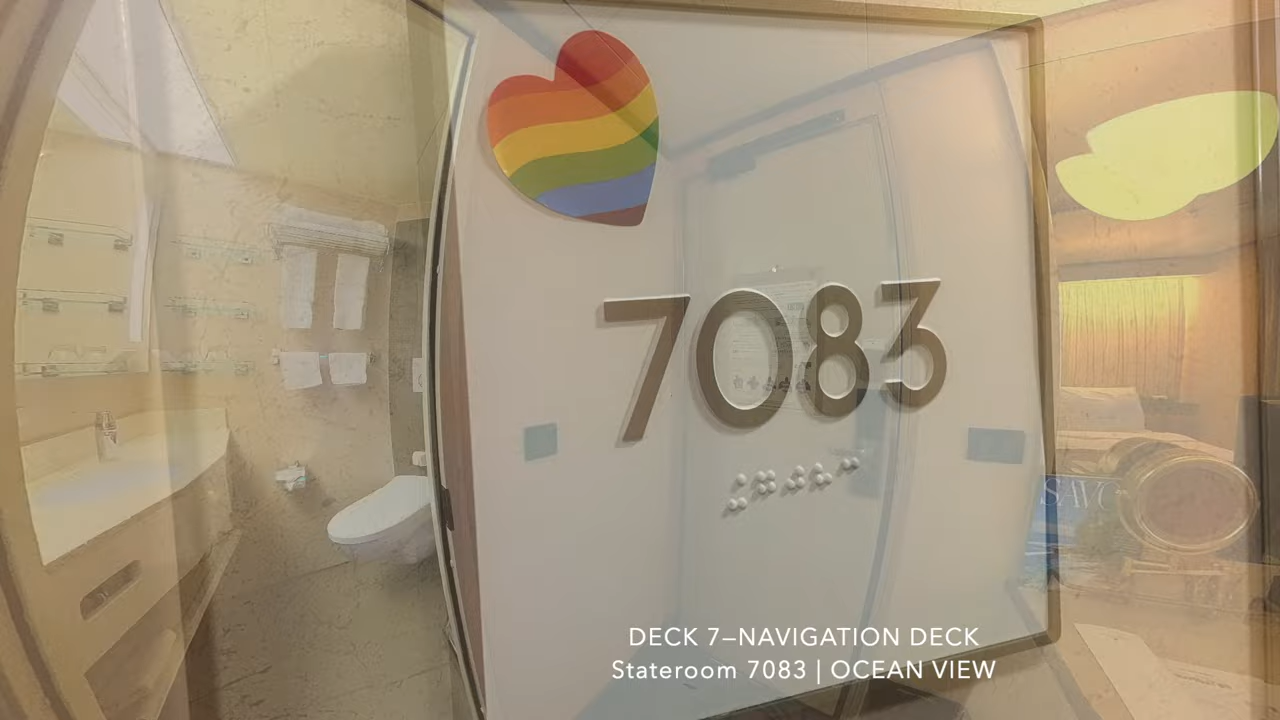 7083
DECK 7–NAVIGATION DECK
Stateroom 7083 | OCEAN VIEW